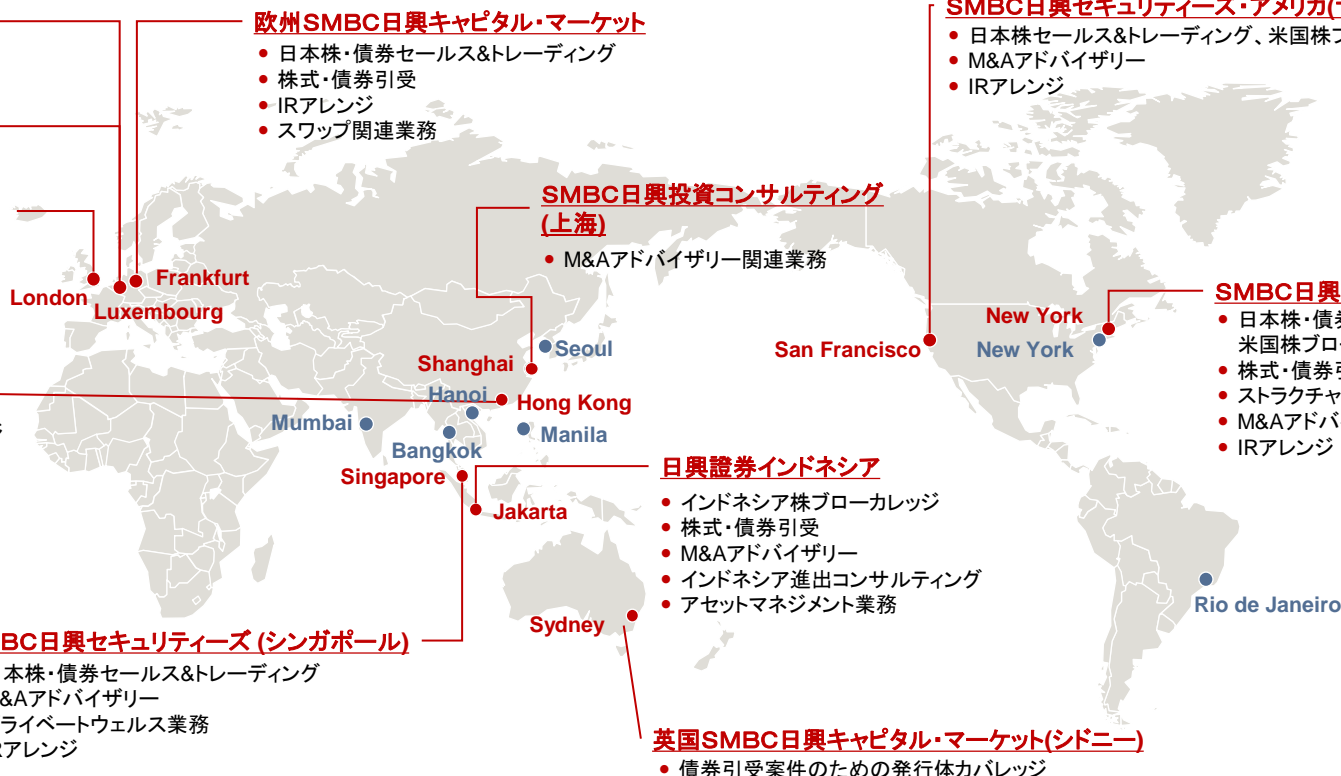 欧州SMBC日興キャピタル・マーケット
• 日本株・債券セールス&トレーディング
• 株式・債券引受
• IRアレンジ
• スワップ関連業務
• 日本株セールス&トレーディング、米国株
• M&Aアドバイザリー
• IRアレンジ
SMBC日興投資コンサルティング
(上海)
• M&Aアドバイザリー関連業務
London
Frankfurt
Luxembourg
SMBC日興
• 日本株・債
米国株ブロ
• 株式・債券
• ストラクチャ
• M&Aアドバ
• IRアレンジ
New York
New York
San Francisco
Seoul
Shanghai
Hanoi
Hong Kong
Mumbai
Manila
Bangkok
Singapore
Jakarta
日興證券インドネシア
• インドネシア株ブローカレッジ
• 株式・債券引受
• M&Aアドバイザリー
• インドネシア進出コンサルティング
• アセットマネジメント業務
Rio de Janeiro
Sydney
BC日興セキュリティーズ (シンガポール)
本株・債券セールス&トレーディング
&Aアドバイザリー
ライベートウェルス業務
アレンジ
英国SMBC日興キャピタル・マーケット(シドニー)
• 債券引受案件のための発行体カバレッジ